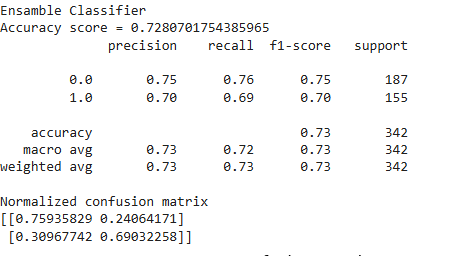 Ensamble Classifier
Accuracy score = 0.7280701754385965
precision recall f1-score support
0.0 0.75 0.76 0.75 187
1.0 0.70 0.69 0.70 155
accuracy 0.73 342
macro avg 0.73 0.72 0.73 342
weighted avg 0.73 0.73 0.73 342
Normalized confusion matrix
[[0.75935829 0.24064171]
[0.30967742 0.69032258]]